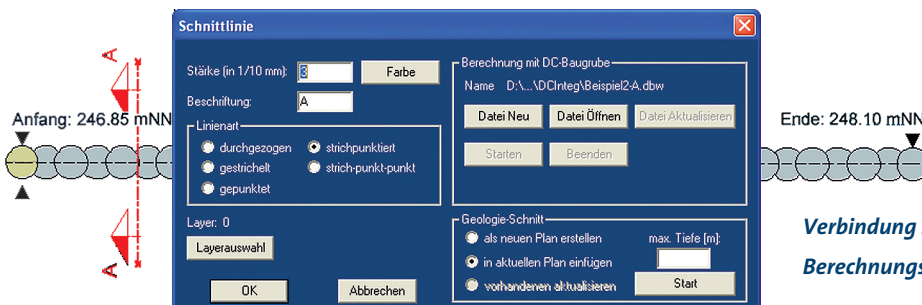 Schnittlinie
Stärke (in 1/10 mm): 3 Farbe
Beschriftung: A
Linienart
durchgezogen strichpunktiert
gestrichelt strich-punkt-punkt
gepunktet
Layer: 0
Layerauswahl
OK Abbrechen
Berechnung mit DC-Baugrube
Name D:\...\DCInteg\Beispiel2-A.dbw
Datei Neu Datei Öffnen Datei Aktualisieren
Starten Beenden
Geologie-Schnitt
als neuen Plan erstellen max. Tiefe [m]:
in aktuellen Plan einfügen
vorhandenen aktualisieren Start
A
Anfang: 246.85 mNN
A
Ende: 248.10 mNN
Verbindung
Berechnungs